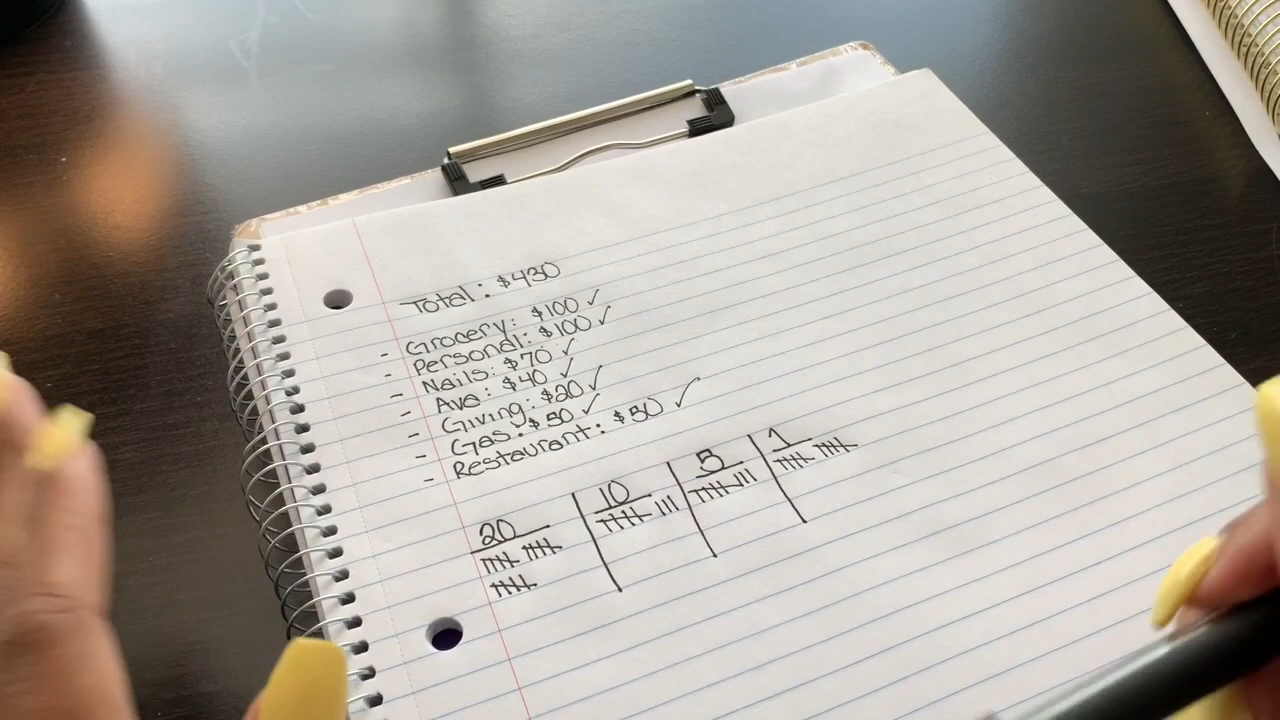 Total: $430
- Grocery: $100 ✓
- Personal: $100 ✓
- Nails: $70 ✓
- Ava: $40 ✓
- Giving: $20 ✓
- Gas: $50 ✓
- Restaurant: $50 ✓
20 10 5 1